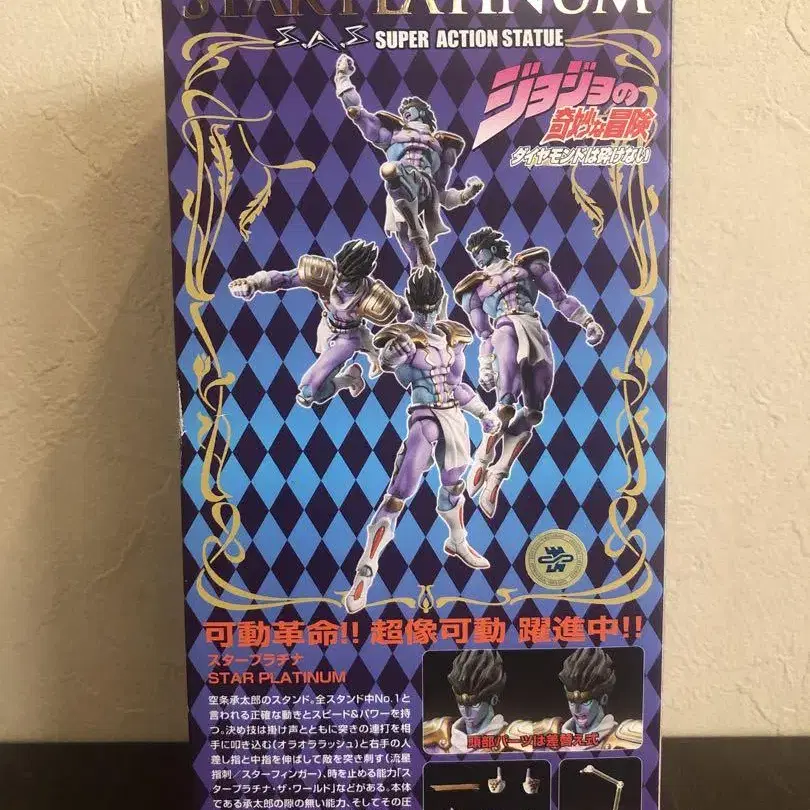 STAR PLATINUM
S.A.S SUPER ACTION STATUE
ジョジョの
奇妙な冒険
ダイヤモンドは砕けない
可動革命!! 超像可動 躍進中!!
スタープラチナ
STAR PLATINUM
空条承太郎のスタンド。全スタンド中No.1と
言われる正確な動きとスピード&パワーを持
つ。決め技は掛け声とともに突きの連打を相
手に叩き込む(オラオララッシュ)と右手の人
差し指と中指を伸ばして敵を突き刺す(流星
指刺/スターフィンガー)、時を止める能力「ス
タープラチナ・ザ・ワールド」などがある。本体
である承太郎の隙の無い能力、そしてその圧
頭部パーツは差替え式